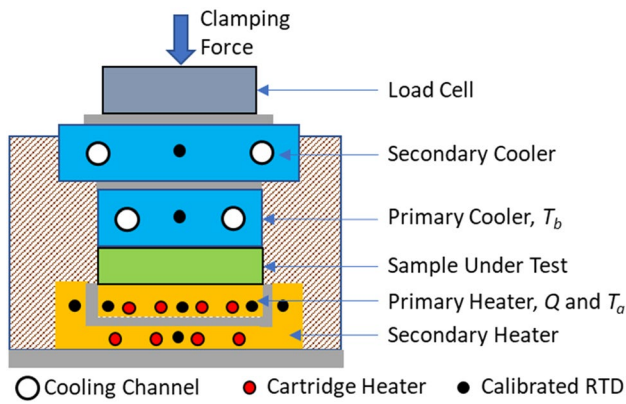 Clamping
Force
Load Cell
Secondary Cooler
Primary Cooler, Tb
Sample Under Test
Primary Heater, Q and Ta
Secondary Heater
Cooling Channel
Cartridge Heater
Calibrated RTD